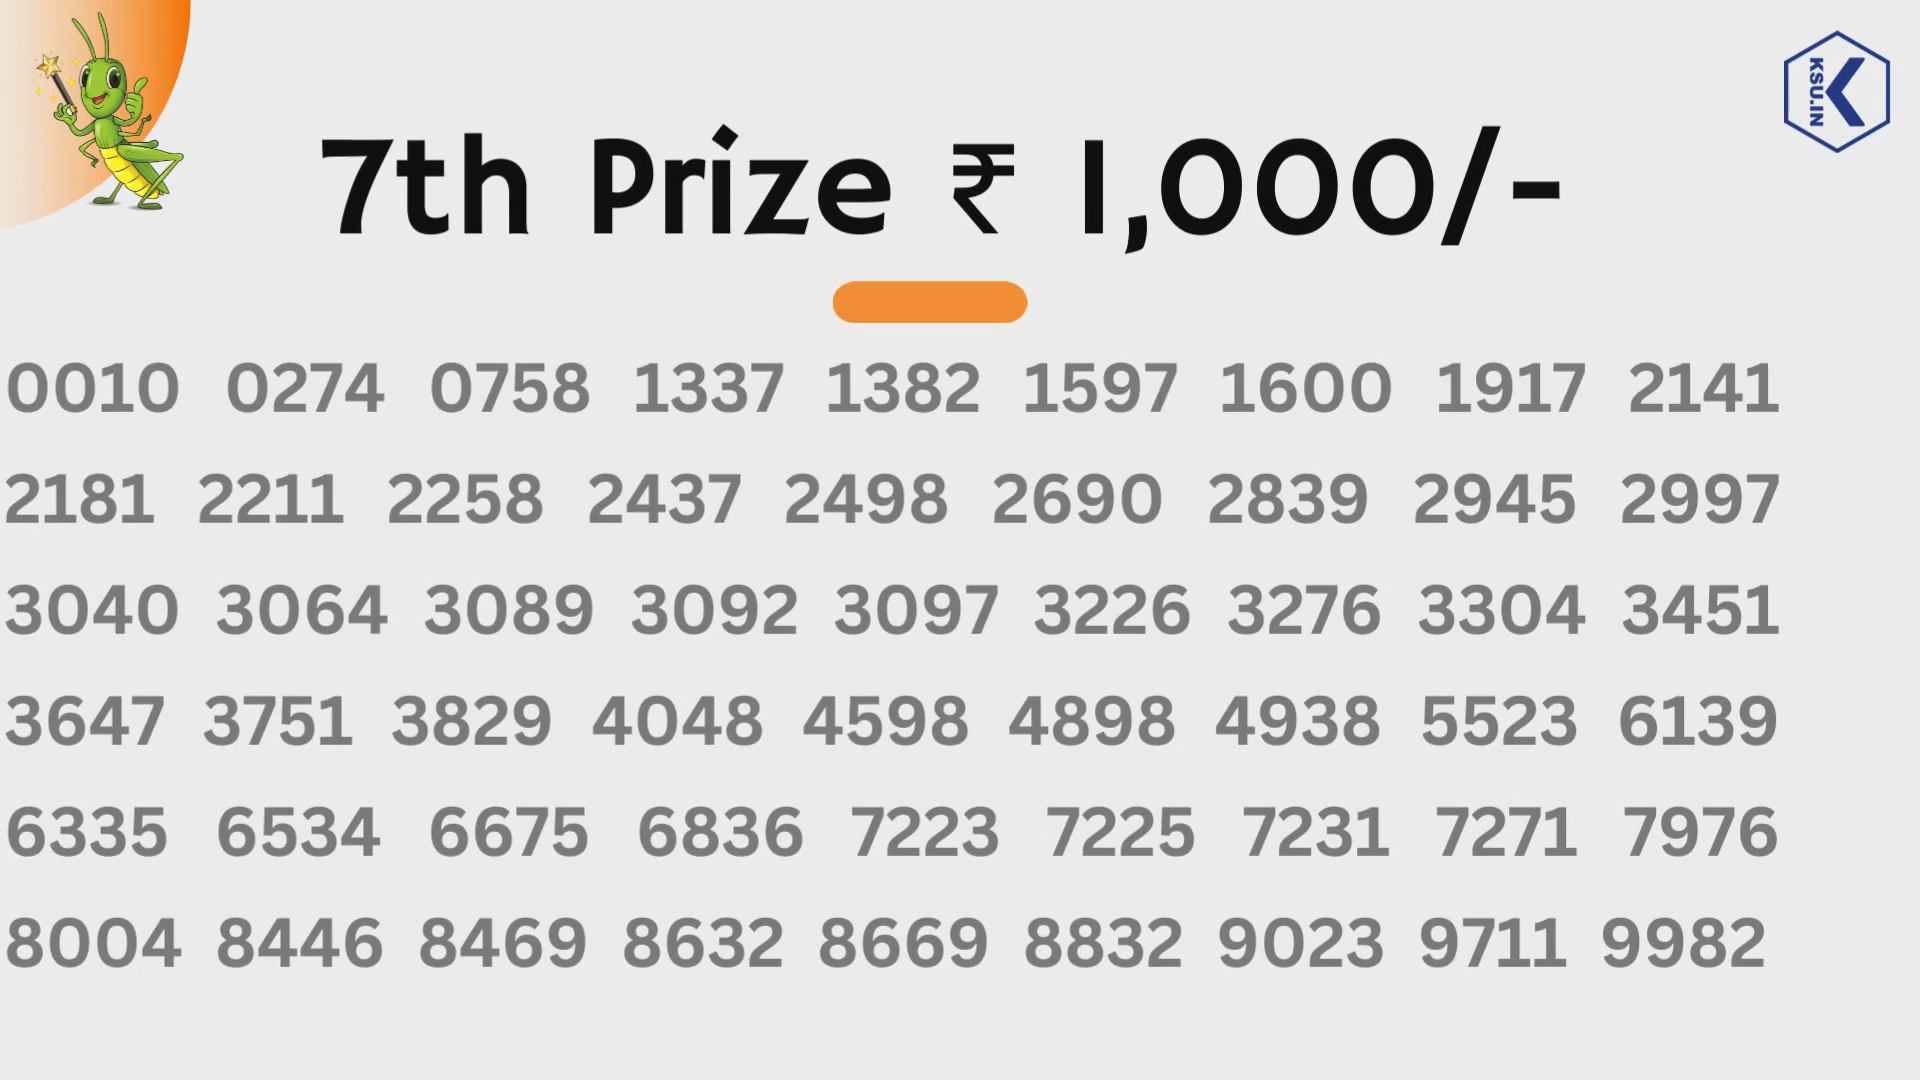 7th Prize ₹ 1,000/-
KSU.IN
0010 0274 0758 1337 1382 1597 1600 1917 2141
2181 2211 2258 2437 2498 2690 2839 2945 2997
3040 3064 3089 3092 3097 3226 3276 3304 3451
3647 3751 3829 4048 4598 4898 4938 5523 6139
6335 6534 6675 6836 7223 7225 7231 7271 7976
8004 8446 8469 8632 8669 8832 9023 9711 9982